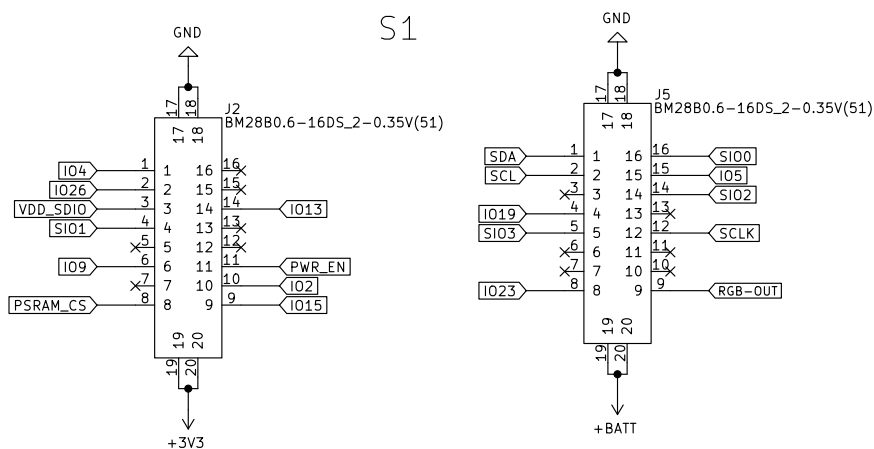 S1
GND
17 18
J2
BM28B0.6-16DS_2-0.35V(51)
17 18
IO4 1 1 16 16
IO26 2 2 15 15
VDD_SDIO 3 3 14 14 IO13
SIO1 4 4 13 13
5 5 12 12
IO9 6 6 11 11 PWR_EN
7 7 10 10 IO2
PSRAM_CS 8 8 9 9 IO15
19 20
19 20
+3V3
GND
17 18
J5
BM28B0.6-16DS_2-0.35V(51)
17 18
SDA 1 1 16 16 SIO0
SCL 2 2 15 15 IO5
3 3 14 14 SIO2
IO19 4 4 13 13
SIO3 5 5 12 12 SCLK
6 6 11 11
7 7 10 10
IO23 8 8 9 9 RGB-OUT
19 20
19 20
+BATT